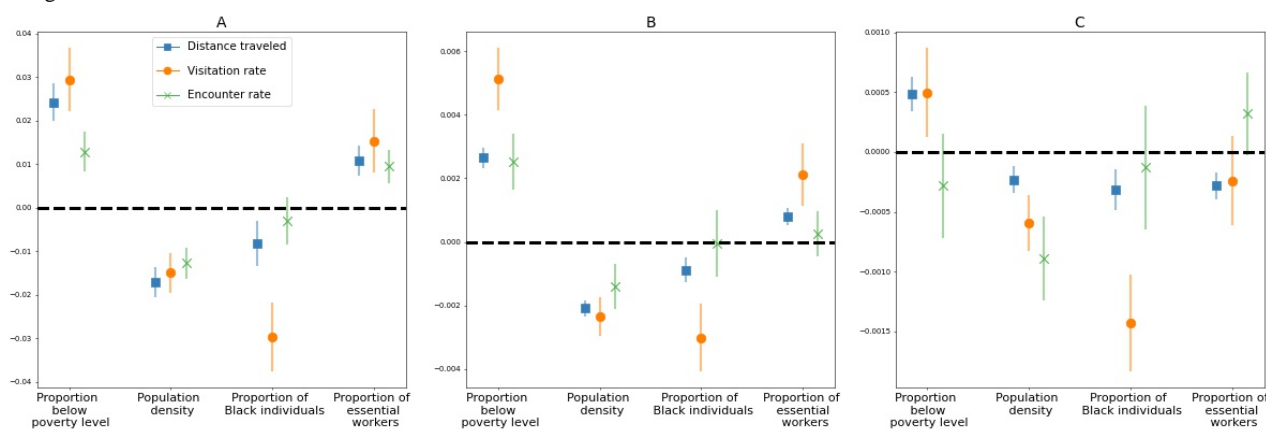 A
0.04
0.03
0.02
0.01
0.00
−0.01
−0.02
−0.03
−0.04
Distance traveled
Visitation rate
Encounter rate
Proportion
below
poverty level
Population
density
Proportion of
Black individuals
Proportion of
essential
workers
B
0.006
0.004
0.002
0.000
−0.002
−0.004
Proportion
below
poverty level
Population
density
Proportion of
Black individuals
Proportion of
essential
workers
C
0.0010
0.0005
0.0000
−0.0005
−0.0010
−0.0015
Proportion
below
poverty level
Population
density
Proportion of
Black individuals
Proportion of
essential
workers